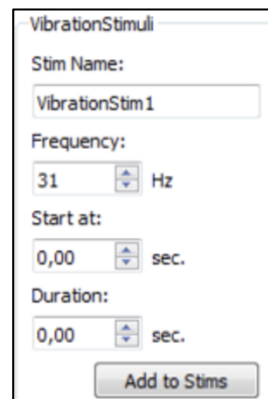 VibrationStimuli
Stim Name:
VibrationStim1
Frequency:
31 Hz
Start at:
0,00 sec.
Duration:
0,00 sec.
Add to Stims